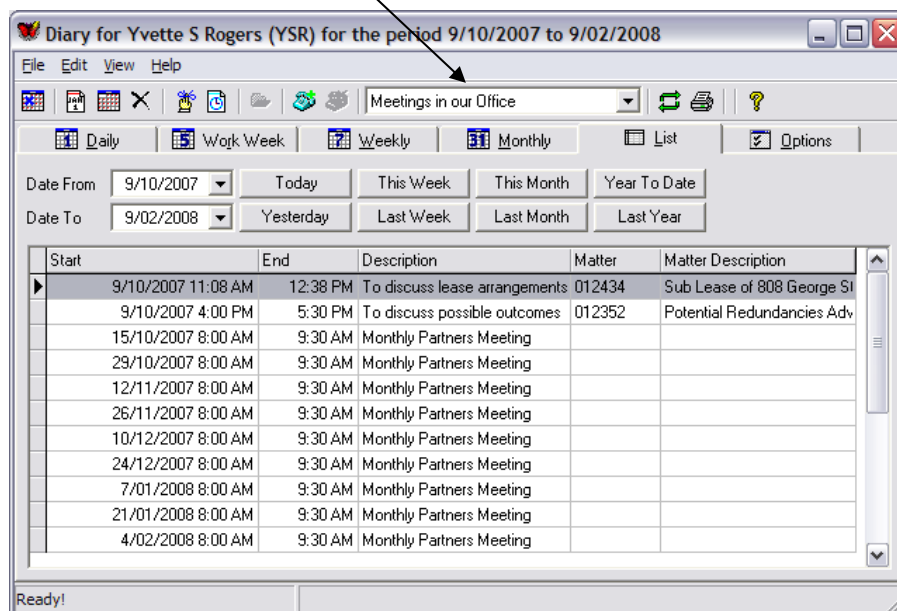 Diary for Yvette S Rogers (YSR) for the period 9/10/2007 to 9/02/2008
File Edit View Help
Meetings in our Office
1 Daily 5 Work Week 7 Weekly 31 Monthly List Options
Date From 9/10/2007 Today This Week This Month Year To Date
Date To 9/02/2008 Yesterday Last Week Last Month Last Year
Start End Description Matter Matter Description
9/10/2007 11:08 AM 12:38 PM To discuss lease arrangements 012434 Sub Lease of 808 George
9/10/2007 4:00 PM 5:30 PM To discuss possible outcomes 012352 Potential Redundancies Adv
15/10/2007 8:00 AM 9:30 AM Monthly Partners Meeting
29/10/2007 8:00 AM 9:30 AM Monthly Partners Meeting
12/11/2007 8:00 AM 9:30 AM Monthly Partners Meeting
26/11/2007 8:00 AM 9:30 AM Monthly Partners Meeting
10/12/2007 8:00 AM 9:30 AM Monthly Partners Meeting
24/12/2007 8:00 AM 9:30 AM Monthly Partners Meeting
7/01/2008 8:00 AM 9:30 AM Monthly Partners Meeting
21/01/2008 8:00 AM 9:30 AM Monthly Partners Meeting
4/02/2008 8:00 AM 9:30 AM Monthly Partners Meeting
Ready!